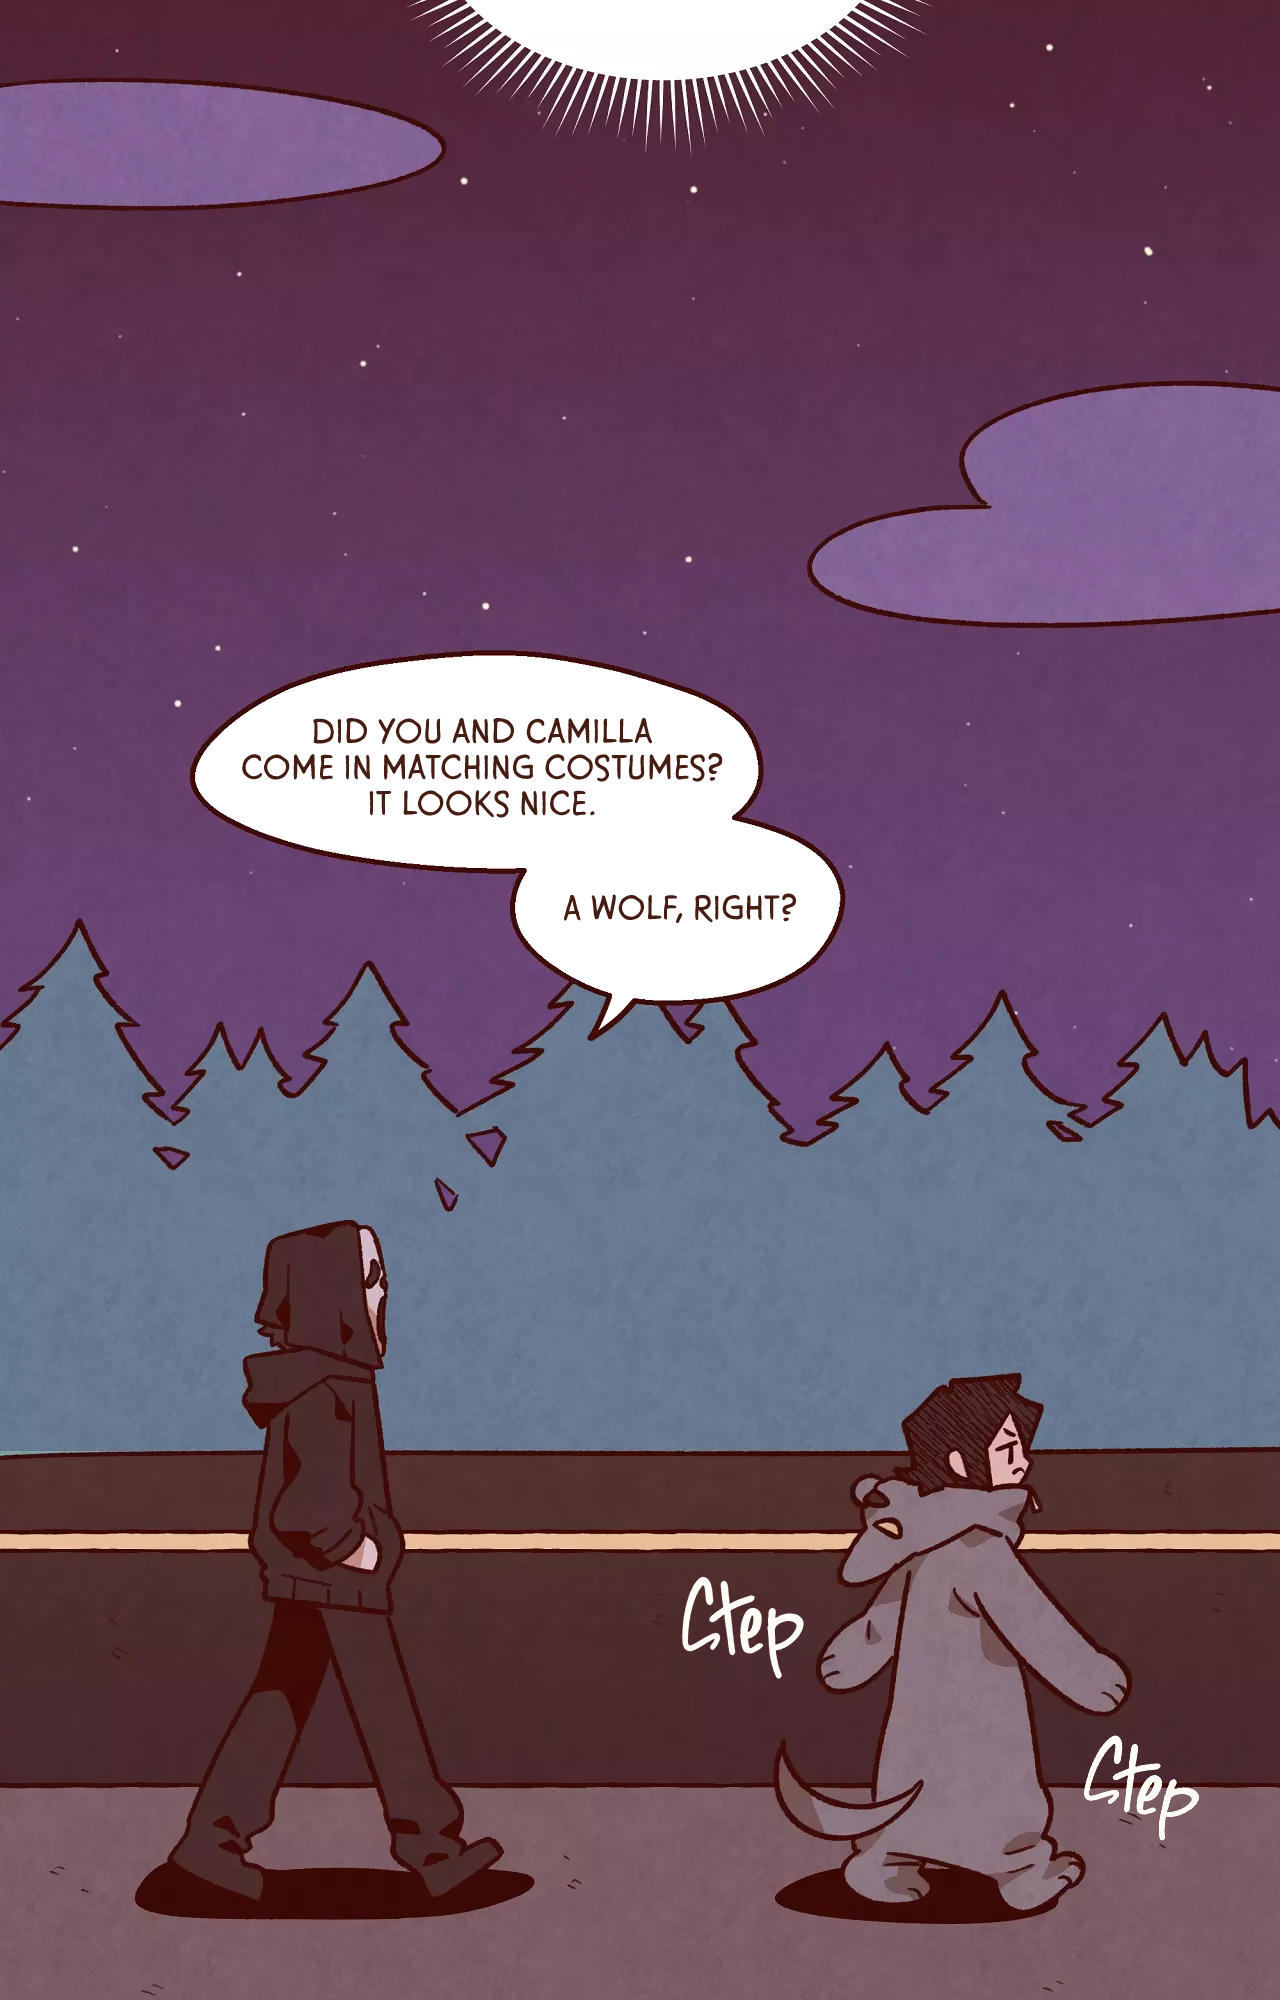 DID YOU AND CAMILLA
COME IN MATCHING COSTUMES?
IT LOOKS NICE.
A WOLF, RIGHT?
Step
Step